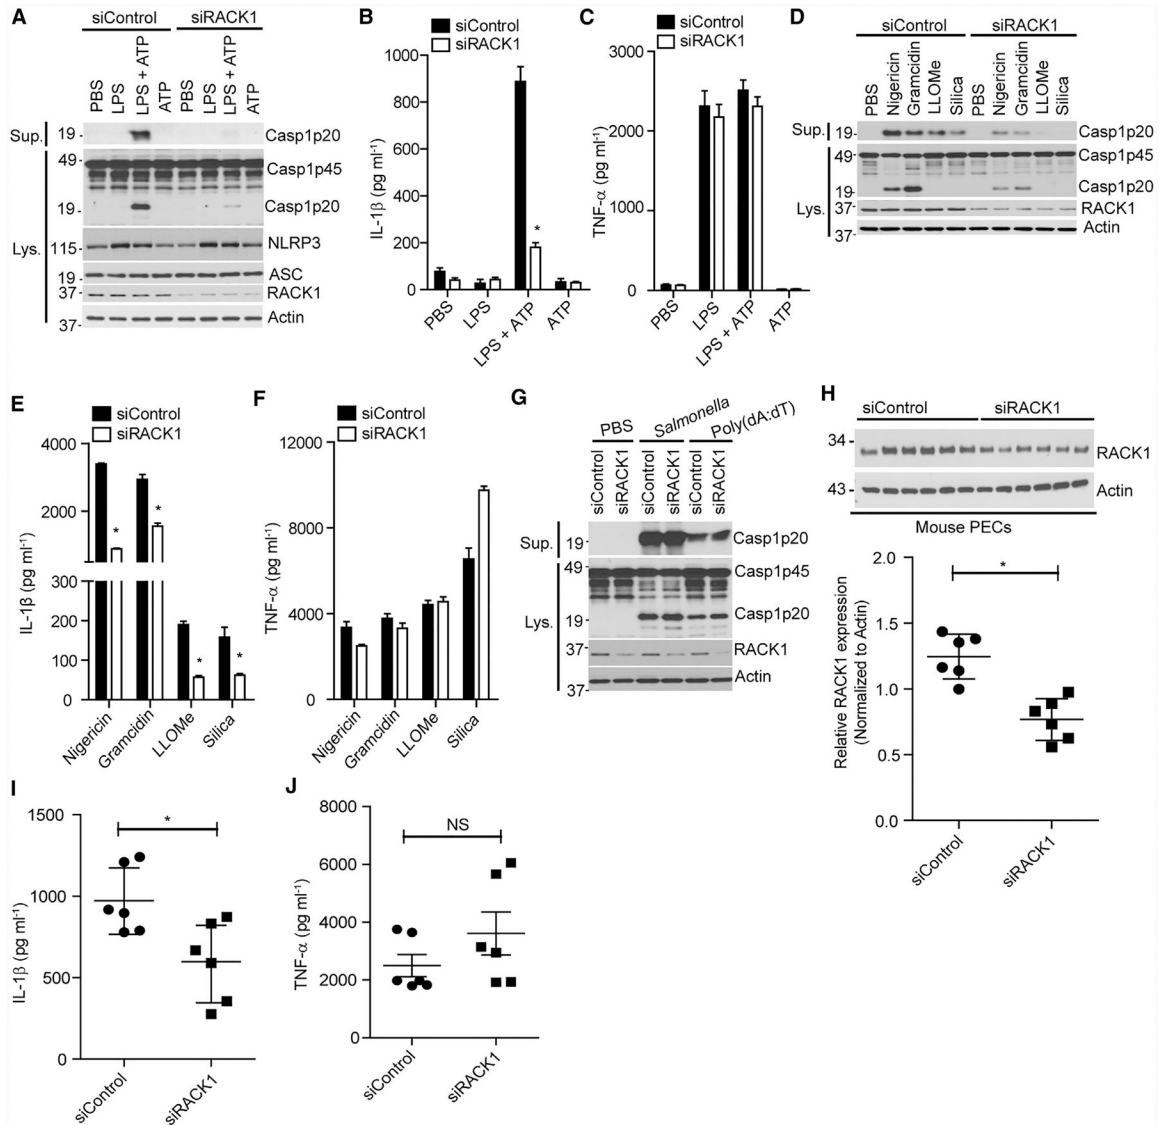 A
siControl siRACK1
PBS LPS LPS + ATP ATP PBS LPS LPS + ATP ATP
Sup. 19- Casp1p20
Lys. 49- Casp1p45
19- Casp1p20
115- NLRP3
19- ASC
37- RACK1
37- Actin
B
siControl
siRACK1
IL-1β (pg ml-1)
1000
800
600
400
200
0
*
PBS LPS LPS + ATP ATP
C
siControl
siRACK1
TNF-α (pg ml-1)
3000
2000
1000
0
PBS LPS LPS + ATP ATP
D
siControl siRACK1
PBS Nigericin Gramcidin LLOMe Silica PBS Nigericin Gramcidin LLOMe Silica
Sup. 19- Casp1p20
Lys. 49- Casp1p45
19- Casp1p20
37- RACK1
37- Actin
E
siControl
siRACK1
IL-1β (pg ml-1)
4000
2000
300
200
100
0
* * * *
Nigericin Gramcidin LLOMe Silica
F
siControl
siRACK1
TNF-α (pg ml-1)
12000
8000
4000
0
Nigericin Gramcidin LLOMe Silica
G
PBS Salmonella Poly(dA:dT)
siControl siRACK1 siControl siRACK1 siControl siRACK1
Sup. 19- Casp1p20
Lys. 49- Casp1p45
19- Casp1p20
37- RACK1
37- Actin
H
siControl siRACK1
34- RACK1
43- Actin
Mouse PECs
Relative RACK1 expression
(Normalized to Actin)
2.0
1.5
1.0
0.5
0.0
*
siControl siRACK1
I
IL-1β (pg ml-1)
1500
1000
500
0
*
siControl siRACK1
J
TNF-α (pg ml-1)
8000
6000
4000
2000
0
NS
siControl siRACK1